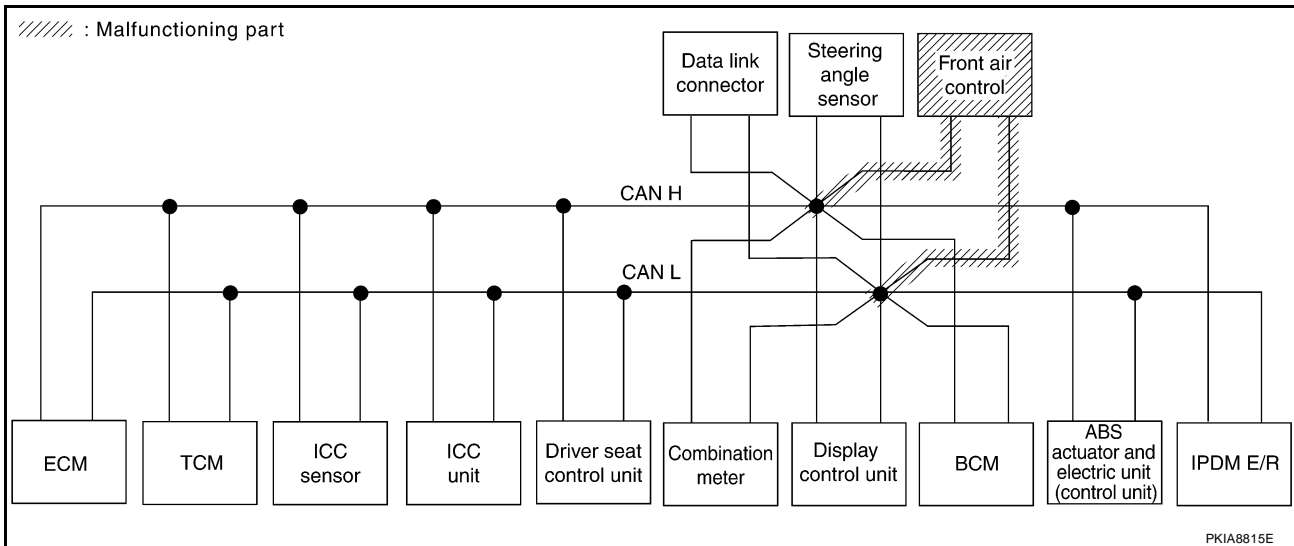 : Malfunctioning part
Data link
connector
Steering
angle
sensor
Front air
control
CAN H
CAN L
ECM
TCM
ICC
sensor
ICC
unit
Driver seat
control unit
Combination
meter
Display
control unit
BCM
ABS
actuator and
electric unit
(control unit)
IPDM E/R
PKIA8815E